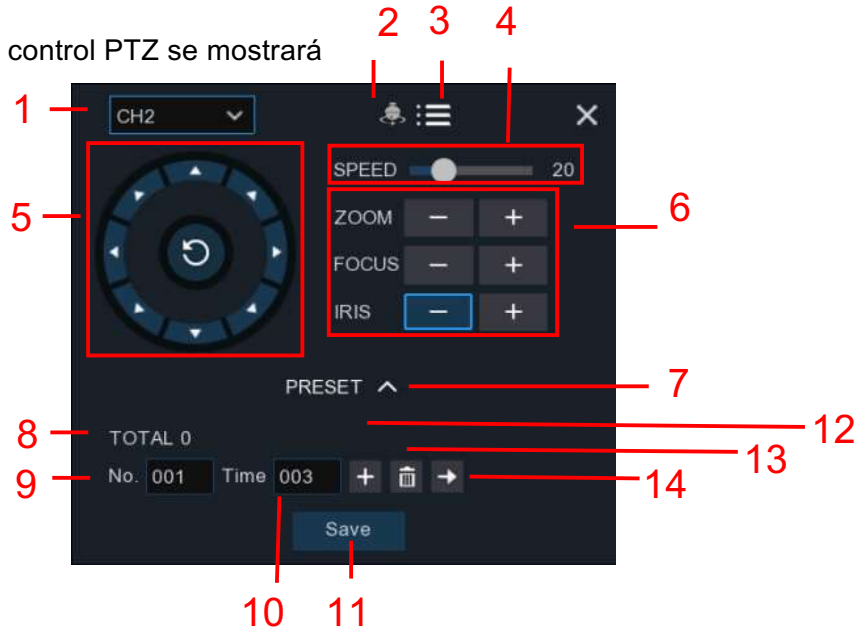 2 3 4
control PTZ se mostrará
1 CH2
SPEED 20
5 ZOOM − + 6
FOCUS − +
IRIS − +
PRESET 7
12
8 TOTAL 0
13
9 No. 001 Time 003 + 14
Save
10 11